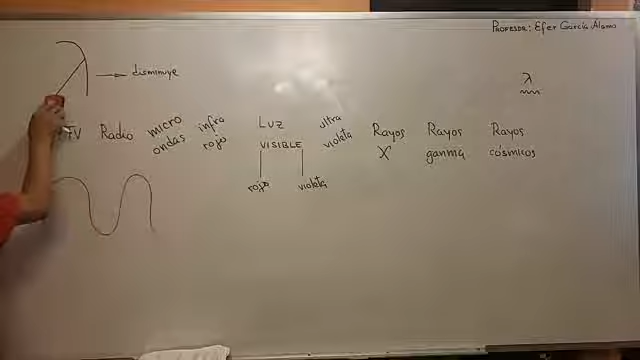 PROFESOR: Efer García Alamo
λ → disminuye
λ
TV Radio micro ondas infra rojo LUZ VISIBLE ultra violeta Rayos X Rayos ganma Rayos cósmicos
rojo violeta